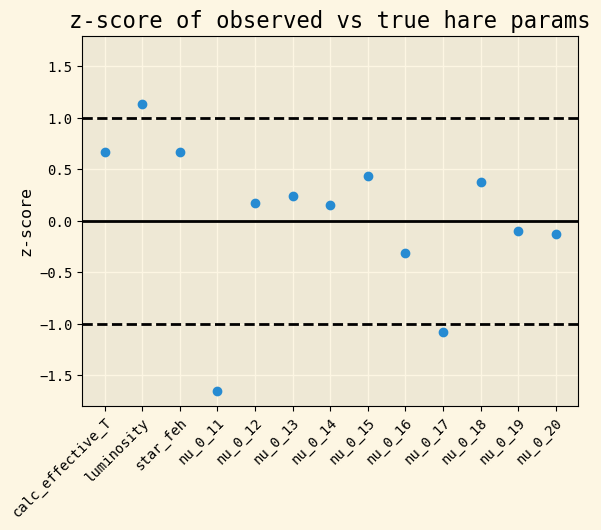 z-score of observed vs true hare params
z-score
1.5
1.0
0.5
0.0
−0.5
−1.0
−1.5
calc_effective_T
luminosity
star_feh
nu_0_11
nu_0_12
nu_0_13
nu_0_14
nu_0_15
nu_0_16
nu_0_17
nu_0_18
nu_0_19
nu_0_20